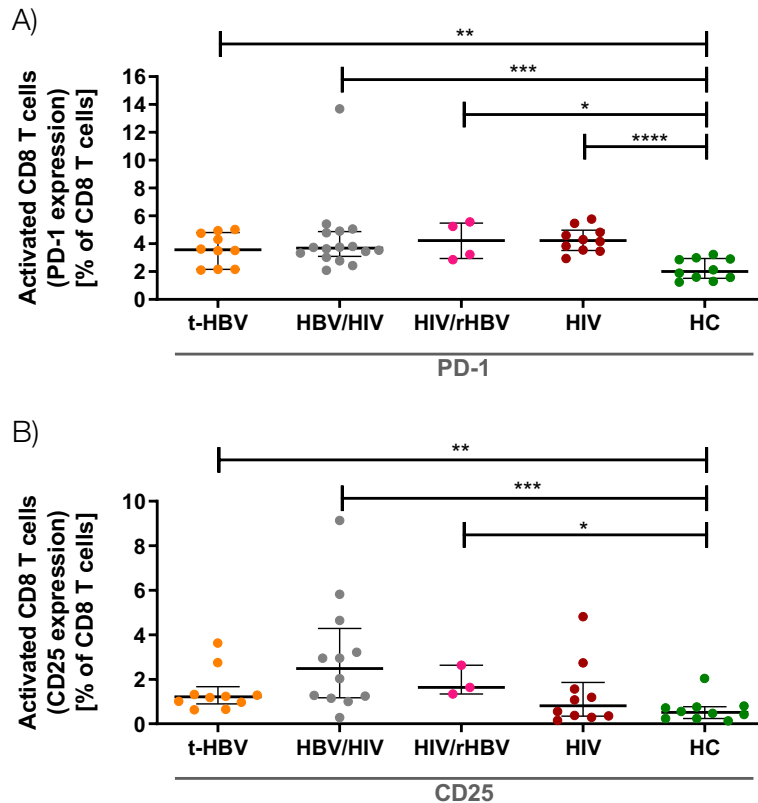 A)
**
***
*
****
Activated CD8 T cells
(PD-1 expression)
[% of CD8 T cells]
16
14
12
10
8
6
4
2
0
t-HBV HBV/HIV HIV/rHBV HIV HC
PD-1
B)
**
***
*
Activated CD8 T cells
(CD25 expression)
[% of CD8 T cells]
10
8
6
4
2
0
t-HBV HBV/HIV HIV/rHBV HIV HC
CD25